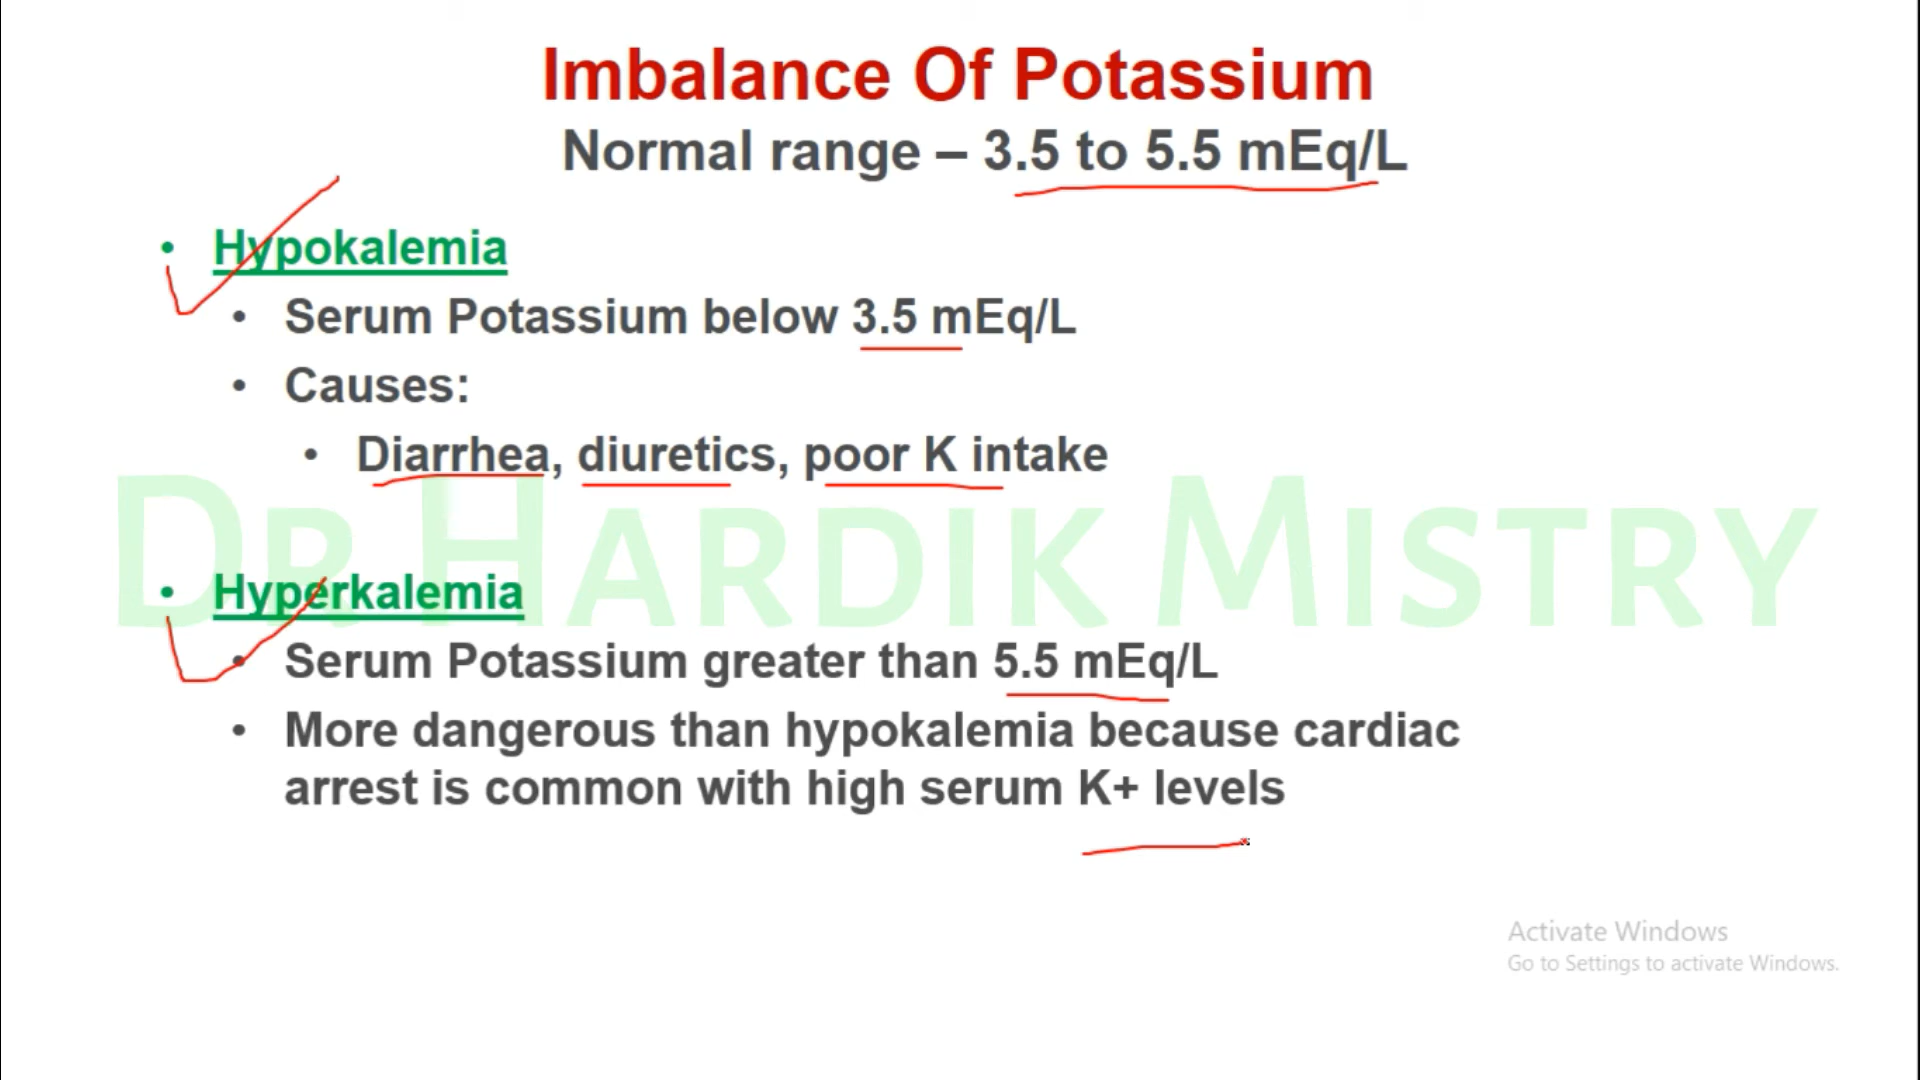 Imbalance Of Potassium
Normal range – 3.5 to 5.5 mEq/L
• Hypokalemia
• Serum Potassium below 3.5 mEq/L
• Causes:
• Diarrhea, diuretics, poor K intake
DR HARDIK MISTRY
• Hyperkalemia
• Serum Potassium greater than 5.5 mEq/L
• More dangerous than hypokalemia because cardiac
arrest is common with high serum K+ levels
Activate Windows
Go to Settings to activate Windows.